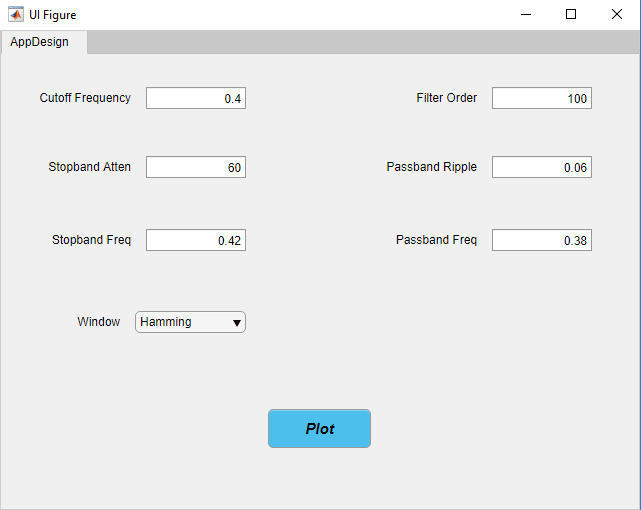 UI Figure
AppDesign
Cutoff Frequency 0.4 Filter Order 100
Stopband Atten 60 Passband Ripple 0.06
Stopband Freq 0.42 Passband Freq 0.38
Window Hamming
Plot